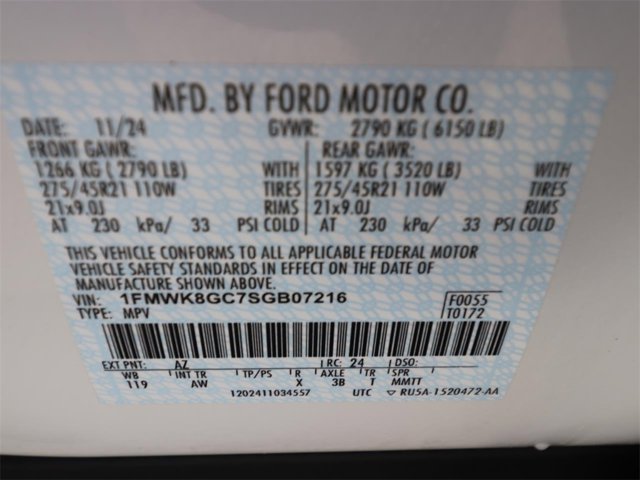 MFD. BY FORD MOTOR CO.
DATE: 11/24 GVWR: 2790 KG ( 6150 LB)
FRONT GAWR: REAR GAWR:
1266 KG ( 2790 LB) WITH 1597 KG ( 3520 LB) WITH
275/45R21 110W TIRES 275/45R21 110W TIRES
21x9.0J RIMS 21x9.0J RIMS
AT 230 kPa/ 33 PSI COLD AT 230 kPa/ 33 PSI COLD
THIS VEHICLE CONFORMS TO ALL APPLICABLE FEDERAL MOTOR
VEHICLE SAFETY STANDARDS IN EFFECT ON THE DATE OF
MANUFACTURE SHOWN ABOVE.
VIN: 1FMWK8GC7SGB07216 F0055
TYPE: MPV T0172
EXT PNT: AZ RC: 24 DSO:
WB INT TR TP/PS R AXLE TR SPR
119 AW X 3B T MMTT
1202411034557 UTC ▽ RU5A-1520472-AA